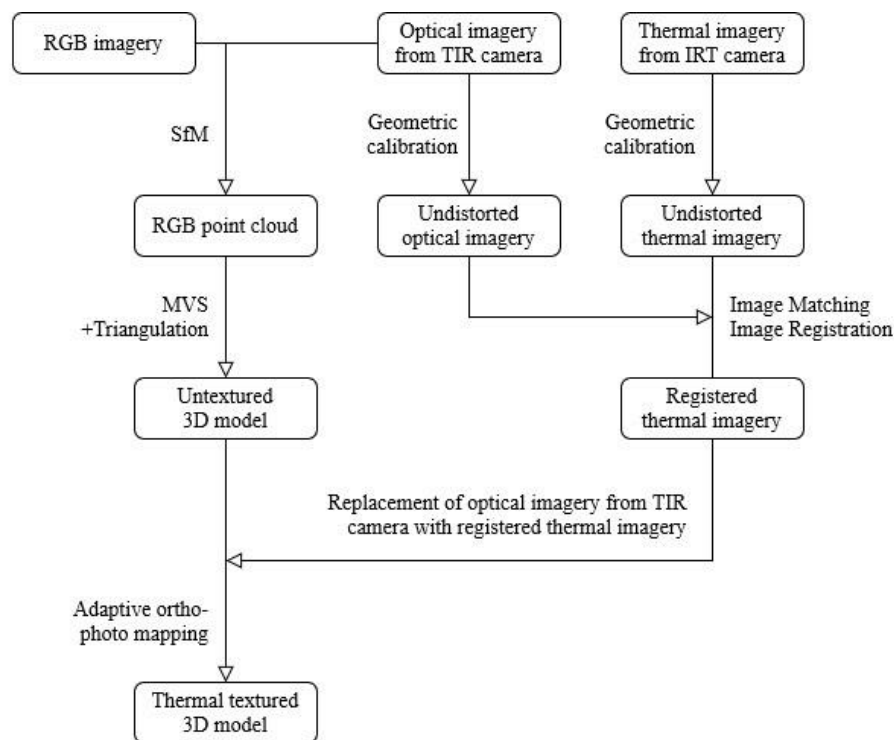 RGB imagery
Optical imagery
from TIR camera
Thermal imagery
from IRT camera
SfM
Geometric
calibration
Geometric
calibration
RGB point cloud
Undistorted
optical imagery
Undistorted
thermal imagery
MVS
+Triangulation
Image Matching
Image Registration
Untextured
3D model
Registered
thermal imagery
Replacement of optical imagery from TIR
camera with registered thermal imagery
Adaptive ortho-
photo mapping
Thermal textured
3D model